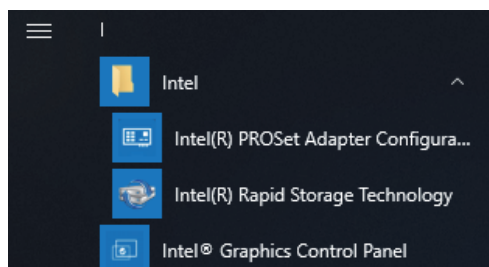 I
Intel
Intel(R) PROSet Adapter Configura...
Intel(R) Rapid Storage Technology
Intel® Graphics Control Panel